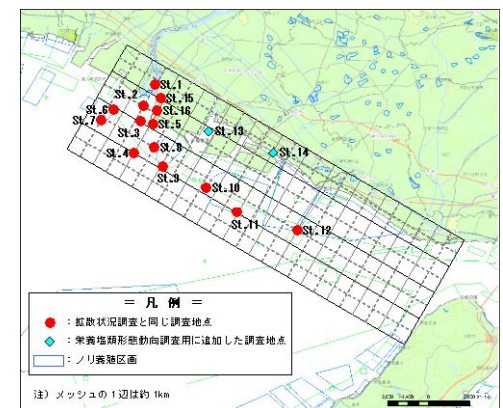 St.1
St.15
St.2
St.16
St.6
St.7
St.5
St.3
St.13
St.8
St.14
St.4
St.9
St.10
St.11
St.12
＝ 凡 例 ＝
：拡散状況調査と同じ調査地点
：栄養塩類形態動向調査用に追加した調査地点
：ノリ養殖区画
注）メッシュの１辺は約 1km